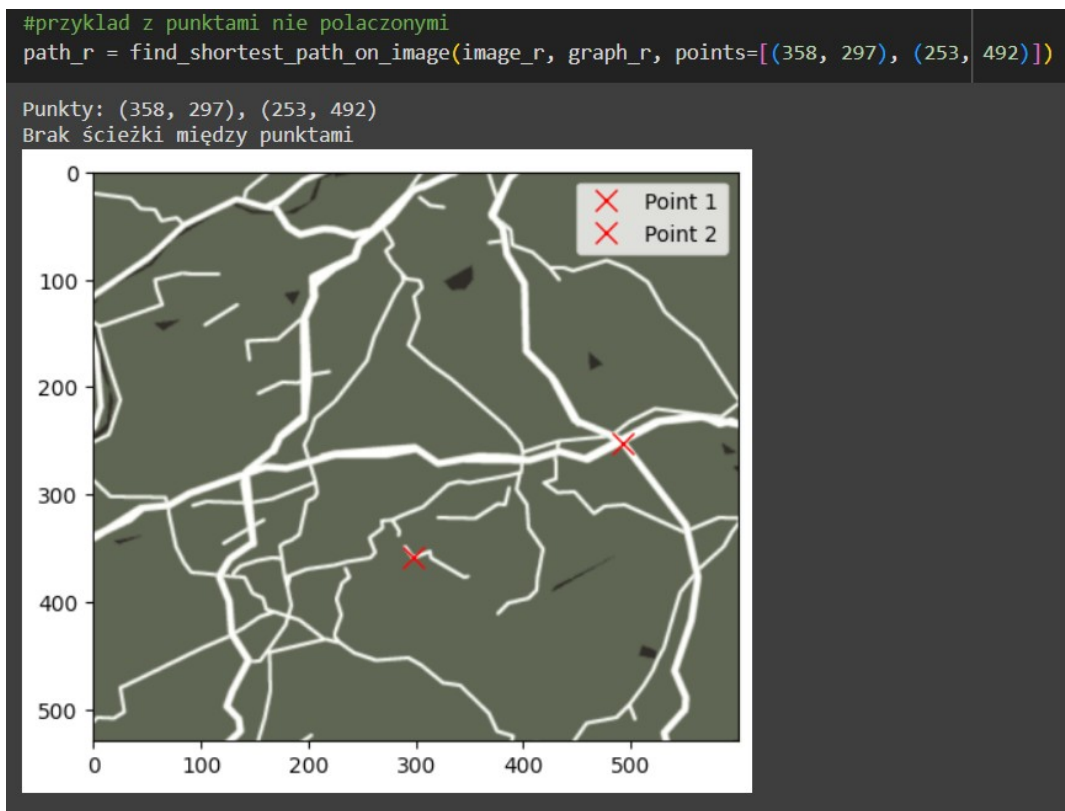 #przyklad z punktami nie polaczonymi
path_r = find_shortest_path_on_image(image_r, graph_r, points=[(358, 297), (253, 492)])
Punkty: (358, 297), (253, 492)
Brak ścieżki między punktami
Point 1
Point 2
0
100
200
300
400
500
0 100 200 300 400 500